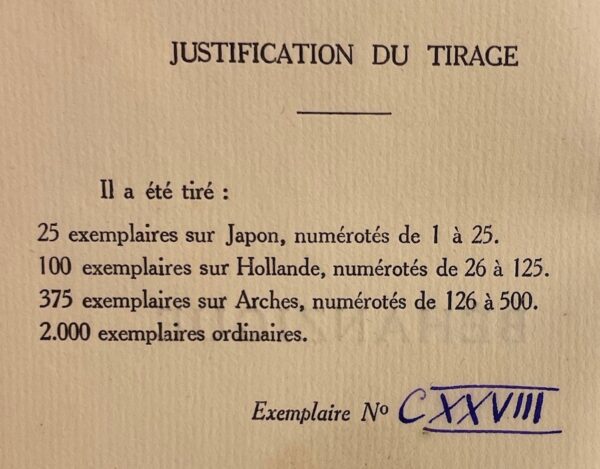 JUSTIFICATION DU TIRAGE
Il a été tiré :
25 exemplaires sur Japon, numérotés de 1 à 25.
100 exemplaires sur Hollande, numérotés de 26 à 125.
375 exemplaires sur Arches, numérotés de 126 à 500.
2.000 exemplaires ordinaires.
Exemplaire Nº CXXVIII